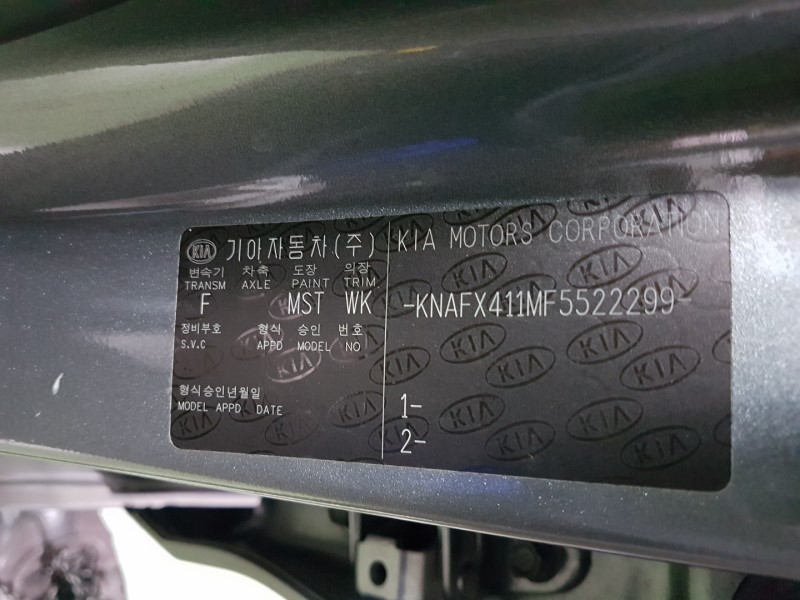 KIA 기아자동차(주) KIA MOTORS CORPORATION
변속기 차축 도장 의장
TRANSM AXLE PAINT TRIM
F MST WK -KNAFX411MF5522299-
정비부호 형식 승인 번호
S.V.C APPD MODEL NO
형식승인년월일
MODEL APPD DATE
1-
2-